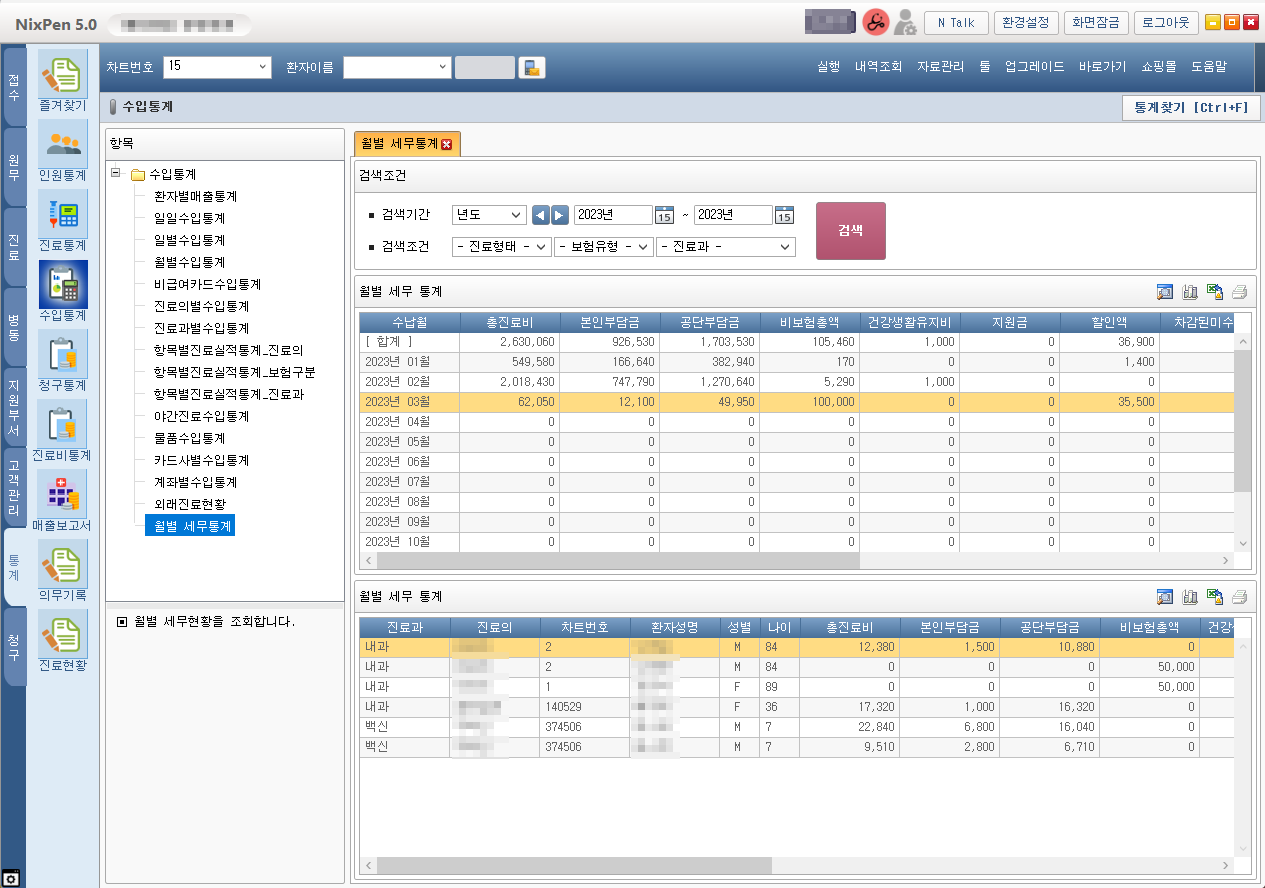 NixPen 5.0
N Talk 환경설정 화면잠금 로그아웃
차트번호 15 환자이름 실행 내역조회 자료관리 툴 업그레이드 바로가기 쇼핑몰 도움말
수입통계 통계찾기 [Ctrl+F]
접수
원무
진료
병동
지원부서
고객관리
통계
청구
즐겨찾기
인원통계
진료통계
수입통계
청구통계
진료비통계
매출보고서
의무기록
진료현황
항목
수입통계
환자별매출통계
일일수입통계
일별수입통계
월별수입통계
비급여카드수입통계
진료의별수입통계
진료과별수입통계
항목별진료실적통계_진료의
항목별진료실적통계_보험구분
항목별진료실적통계_진료과
야간진료수입통계
물품수입통계
카드사별수입통계
계좌별수입통계
외래진료현황
월별 세무통계
월별 세무현황을 조회합니다.
월별 세무통계
검색조건
검색기간 년도 2023년 15 ~ 2023년 15
검색조건 - 진료형태 - - 보험유형 - - 진료과 -
검색
월별 세무 통계
수납월 총진료비 본인부담금 공단부담금 비보험총액 건강생활유지비 지원금 할인액 차감된미수
[ 합계 ] 2,630,060 926,530 1,703,530 105,460 1,000 0 36,900
2023년 01월 549,580 166,640 382,940 170 0 0 1,400
2023년 02월 2,018,430 747,790 1,270,640 5,290 1,000 0 0
2023년 03월 62,050 12,100 49,950 100,000 0 0 35,500
2023년 04월 0 0 0 0 0 0 0
2023년 05월 0 0 0 0 0 0 0
2023년 06월 0 0 0 0 0 0 0
2023년 07월 0 0 0 0 0 0 0
2023년 08월 0 0 0 0 0 0 0
2023년 09월 0 0 0 0 0 0 0
2023년 10월 0 0 0 0 0 0 0
월별 세무 통계
진료과 진료의 차트번호 환자성명 성별 나이 총진료비 본인부담금 공단부담금 비보험총액 건강
내과 2 M 84 12,380 1,500 10,880 0
내과 2 M 84 0 0 0 50,000
내과 1 F 89 0 0 0 50,000
내과 140529 F 36 17,320 1,000 16,320 0
백신 374506 M 7 22,840 6,800 16,040 0
백신 374506 M 7 9,510 2,800 6,710 0